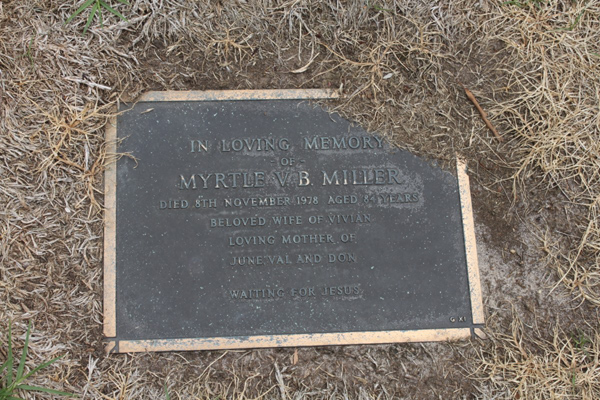 IN LOVING MEMORY
- OF -
MYRTLE V. B. MILLER
DIED 8TH NOVEMBER 1978 AGED 84 YEARS
BELOVED WIFE OF VIVIAN
LOVING MOTHER OF
JUNE, VAL AND DON
WAITING FOR JESUS